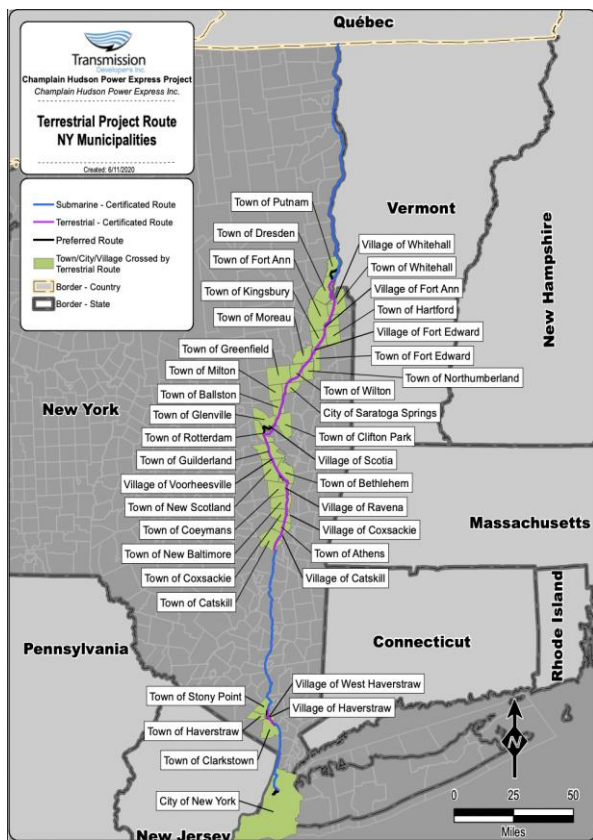 Québec
Transmission
Developers Inc.
Champlain Hudson Power Express Project
Champlain Hudson Power Express Inc.
Terrestrial Project Route
NY Municipalities
Created: 6/11/2020
Submarine - Certificated Route
Terrestrial - Certificated Route
Preferred Route
Town/City/Village Crossed by
Terrestrial Route
Border - Country
Border - State
Town of Putnam
Vermont
Town of Dresden
Village of Whitehall
Town of Fort Ann
Town of Whitehall
Village of Fort Ann
Town of Kingsbury
Town of Hartford
Town of Moreau
Village of Fort Edward
New Hampshire
Town of Greenfield
Town of Fort Edward
Town of Milton
Town of Northumberland
Town of Ballston
Town of Wilton
New York
Town of Glenville
City of Saratoga Springs
Town of Rotterdam
Town of Clifton Park
Town of Guilderland
Village of Scotia
Village of Voorheesville
Town of Bethlehem
Town of New Scotland
Village of Ravena
Town of Coeymans
Village of Coxsackie
Massachusetts
Town of New Baltimore
Town of Athens
Town of Coxsackie
Village of Catskill
Town of Catskill
Pennsylvania
Connecticut
Rhode Island
Town of Stony Point
Village of West Haverstraw
Town of Haverstraw
Village of Haverstraw
Town of Clarkstown
City of New York
New Jersey
N
0 25 50
Miles